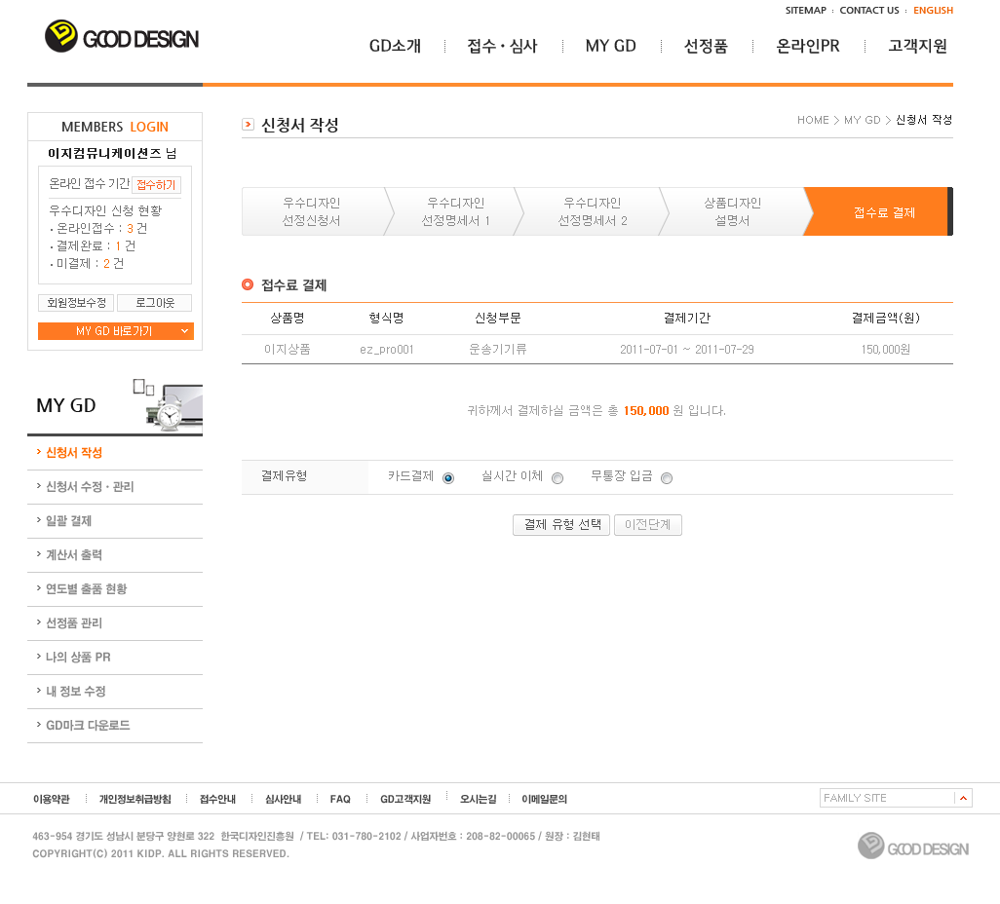 SITEMAP : CONTACT US : ENGLISH
GOOD DESIGN
GD소개 접수·심사 MY GD 선정품 온라인PR 고객지원
MEMBERS LOGIN
이지컴뮤니케이션즈 님
온라인 접수 기간 접수하기
우수디자인 신청 현황
· 온라인접수 : 3 건
· 결제완료 : 1 건
· 미결제 : 2 건
회원정보수정 로그아웃
MY GD 바로가기
MY GD
신청서 작성
신청서 수정·관리
일괄 결제
계산서 출력
연도별 출품 현황
선정품 관리
나의 상품 PR
내 정보 수정
GD마크 다운로드
신청서 작성
HOME > MY GD > 신청서 작성
우수디자인 선정신청서
우수디자인 선정명세서 1
우수디자인 선정명세서 2
상품디자인 설명서
접수료 결제
접수료 결제
상품명 형식명 신청부문 결제기간 결제금액(원)
이지상품 ez_pro001 운송기기류 2011-07-01 ~ 2011-07-29 150,000원
귀하께서 결제하실 금액은 총 150,000 원 입니다.
결제유형 카드결제 실시간 이체 무통장 입금
결제 유형 선택 이전단계
이용약관 개인정보취급방침 접수안내 심사안내 FAQ GD고객지원 오시는길 이메일문의
FAMILY SITE
463-954 경기도 성남시 분당구 양현로 322 한국디자인진흥원 / TEL: 031-780-2102 / 사업자번호 : 208-82-00065 / 원장 : 김현태
COPYRIGHT(C) 2011 KIDP. ALL RIGHTS RESERVED.
GOOD DESIGN